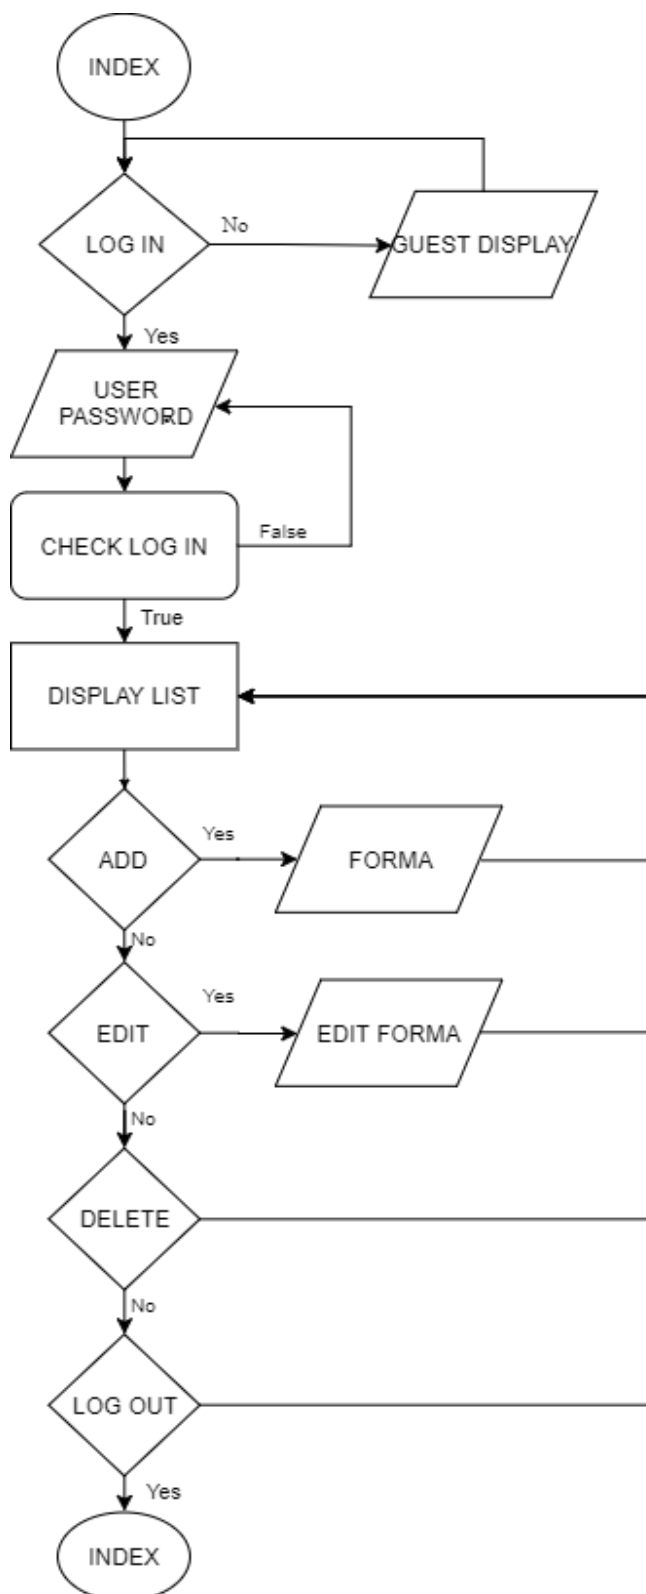 INDEX
LOG IN
No
GUEST DISPLAY
Yes
USER
PASSWORD
CHECK LOG IN
False
True
DISPLAY LIST
ADD
Yes
FORMA
No
EDIT
Yes
EDIT FORMA
No
DELETE
No
LOG OUT
Yes
INDEX